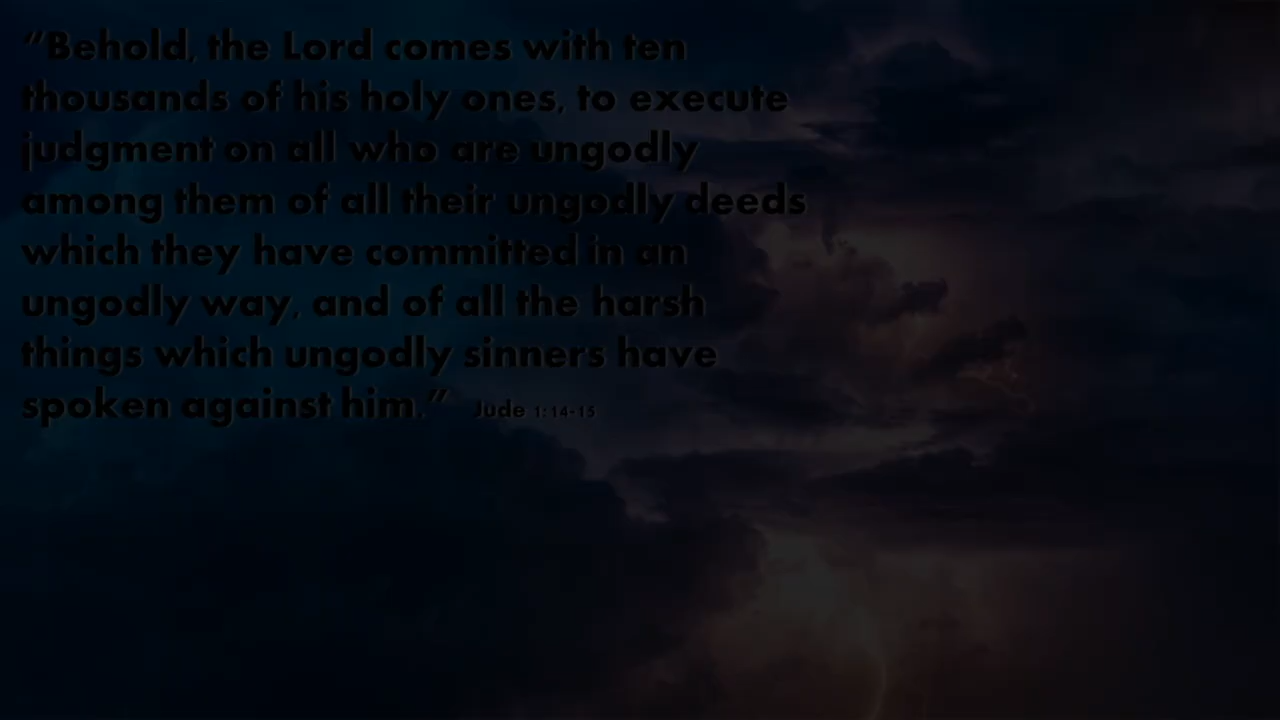 “Behold, the Lord comes with ten
thousands of his holy ones, to execute
judgment on all who are ungodly
among them of all their ungodly deeds
which they have committed in an
ungodly way, and of all the harsh
things which ungodly sinners have
spoken against him.” Jude 1:14-15